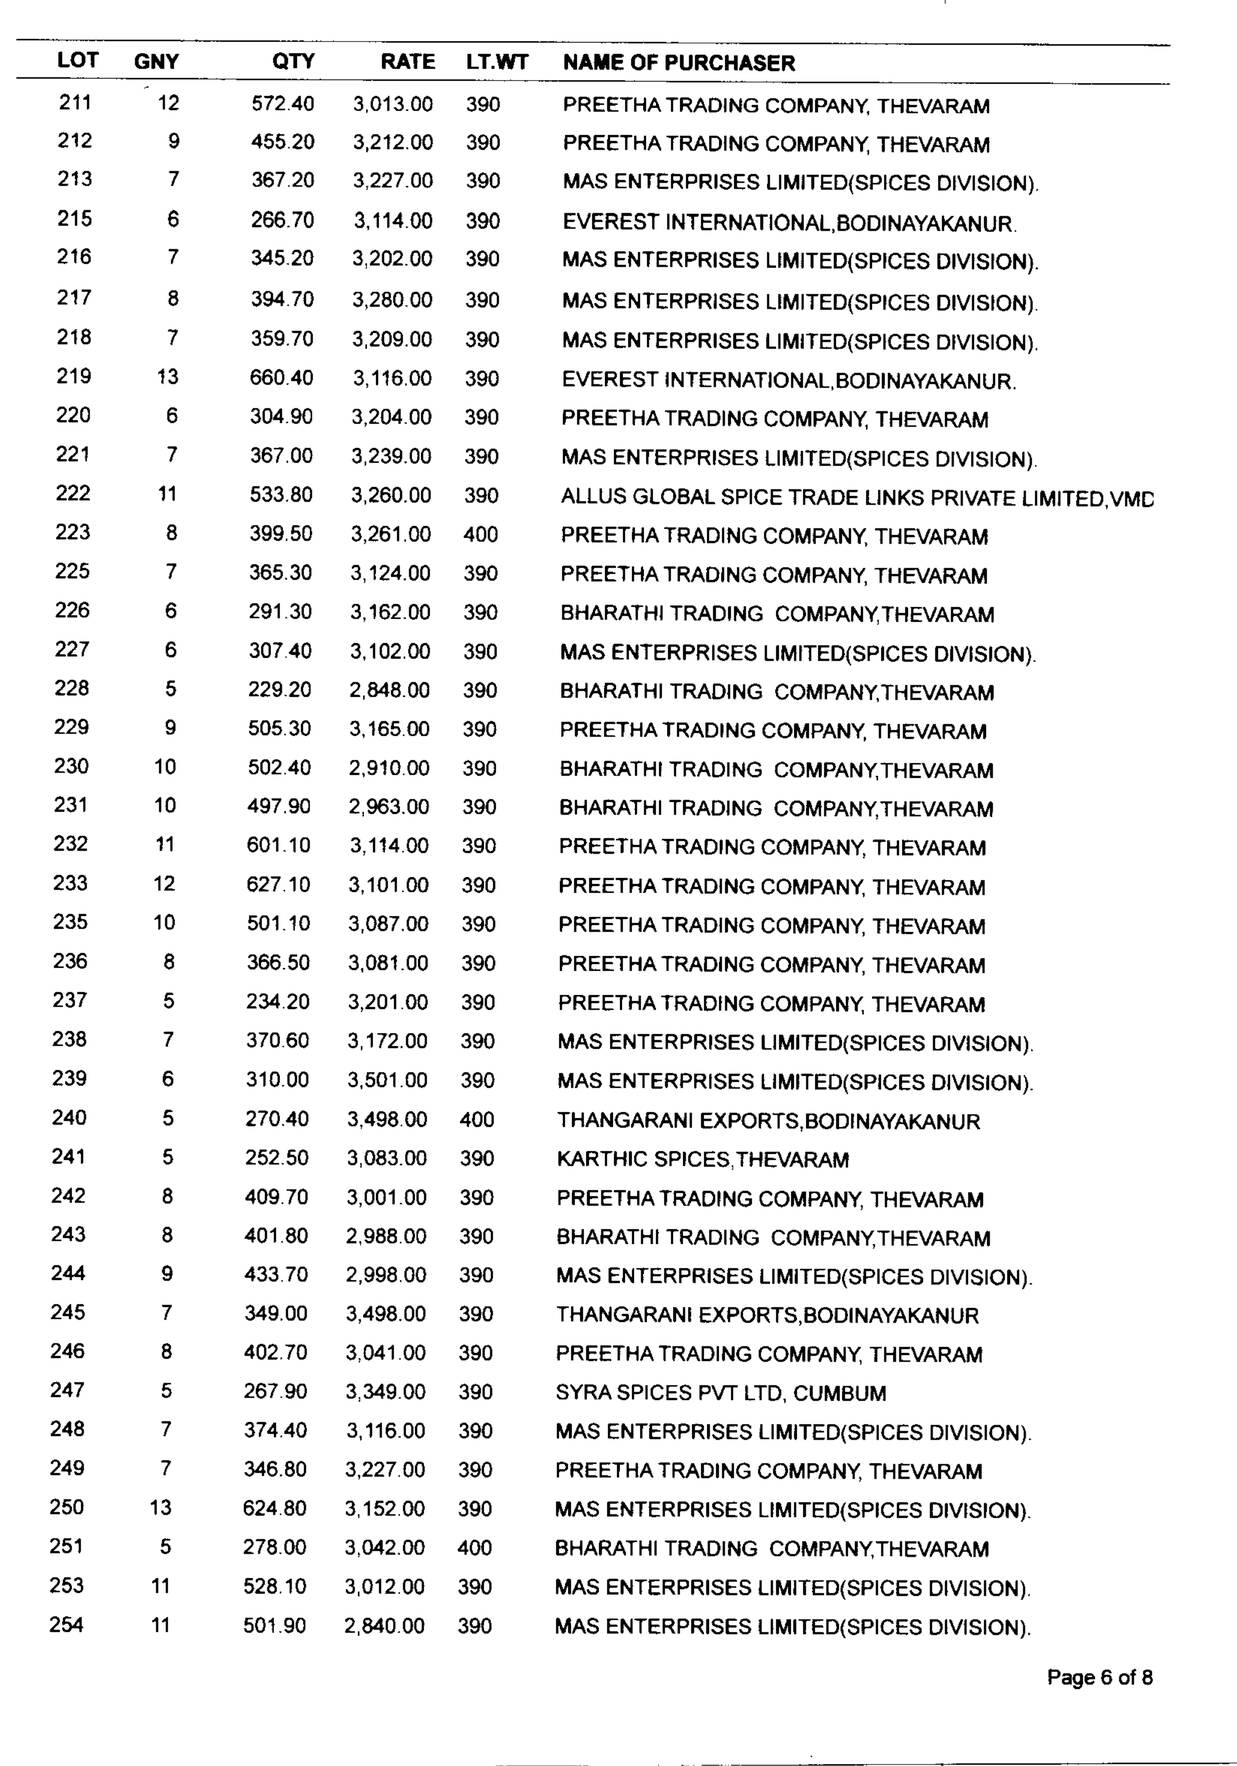 LOT GNY QTY RATE LT.WT NAME OF PURCHASER
211 12 572.40 3,013.00 390 PREETHA TRADING COMPANY, THEVARAM
212 9 455.20 3,212.00 390 PREETHA TRADING COMPANY, THEVARAM
213 7 367.20 3,227.00 390 MAS ENTERPRISES LIMITED(SPICES DIVISION).
215 6 266.70 3,114.00 390 EVEREST INTERNATIONAL,BODINAYAKANUR.
216 7 345.20 3,202.00 390 MAS ENTERPRISES LIMITED(SPICES DIVISION).
217 8 394.70 3,280.00 390 MAS ENTERPRISES LIMITED(SPICES DIVISION).
218 7 359.70 3,209.00 390 MAS ENTERPRISES LIMITED(SPICES DIVISION).
219 13 660.40 3,116.00 390 EVEREST INTERNATIONAL,BODINAYAKANUR.
220 6 304.90 3,204.00 390 PREETHA TRADING COMPANY, THEVARAM
221 7 367.00 3,239.00 390 MAS ENTERPRISES LIMITED(SPICES DIVISION).
222 11 533.80 3,260.00 390 ALLUS GLOBAL SPICE TRADE LINKS PRIVATE LIMITED,VMD
223 8 399.50 3,261.00 400 PREETHA TRADING COMPANY, THEVARAM
225 7 365.30 3,124.00 390 PREETHA TRADING COMPANY, THEVARAM
226 6 291.30 3,162.00 390 BHARATHI TRADING COMPANY,THEVARAM
227 6 307.40 3,102.00 390 MAS ENTERPRISES LIMITED(SPICES DIVISION).
228 5 229.20 2,848.00 390 BHARATHI TRADING COMPANY,THEVARAM
229 9 505.30 3,165.00 390 PREETHA TRADING COMPANY, THEVARAM
230 10 502.40 2,910.00 390 BHARATHI TRADING COMPANY,THEVARAM
231 10 497.90 2,963.00 390 BHARATHI TRADING COMPANY,THEVARAM
232 11 601.10 3,114.00 390 PREETHA TRADING COMPANY, THEVARAM
233 12 627.10 3,101.00 390 PREETHA TRADING COMPANY, THEVARAM
235 10 501.10 3,087.00 390 PREETHA TRADING COMPANY, THEVARAM
236 8 366.50 3,081.00 390 PREETHA TRADING COMPANY, THEVARAM
237 5 234.20 3,201.00 390 PREETHA TRADING COMPANY, THEVARAM
238 7 370.60 3,172.00 390 MAS ENTERPRISES LIMITED(SPICES DIVISION).
239 6 310.00 3,501.00 390 MAS ENTERPRISES LIMITED(SPICES DIVISION).
240 5 270.40 3,498.00 400 THANGARANI EXPORTS,BODINAYAKANUR
241 5 252.50 3,083.00 390 KARTHIC SPICES,THEVARAM
242 8 409.70 3,001.00 390 PREETHA TRADING COMPANY, THEVARAM
243 8 401.80 2,988.00 390 BHARATHI TRADING COMPANY,THEVARAM
244 9 433.70 2,998.00 390 MAS ENTERPRISES LIMITED(SPICES DIVISION).
245 7 349.00 3,498.00 390 THANGARANI EXPORTS,BODINAYAKANUR
246 8 402.70 3,041.00 390 PREETHA TRADING COMPANY, THEVARAM
247 5 267.90 3,349.00 390 SYRA SPICES PVT LTD, CUMBUM
248 7 374.40 3,116.00 390 MAS ENTERPRISES LIMITED(SPICES DIVISION).
249 7 346.80 3,227.00 390 PREETHA TRADING COMPANY, THEVARAM
250 13 624.80 3,152.00 390 MAS ENTERPRISES LIMITED(SPICES DIVISION).
251 5 278.00 3,042.00 400 BHARATHI TRADING COMPANY,THEVARAM
253 11 528.10 3,012.00 390 MAS ENTERPRISES LIMITED(SPICES DIVISION).
254 11 501.90 2,840.00 390 MAS ENTERPRISES LIMITED(SPICES DIVISION).
Page 6 of 8